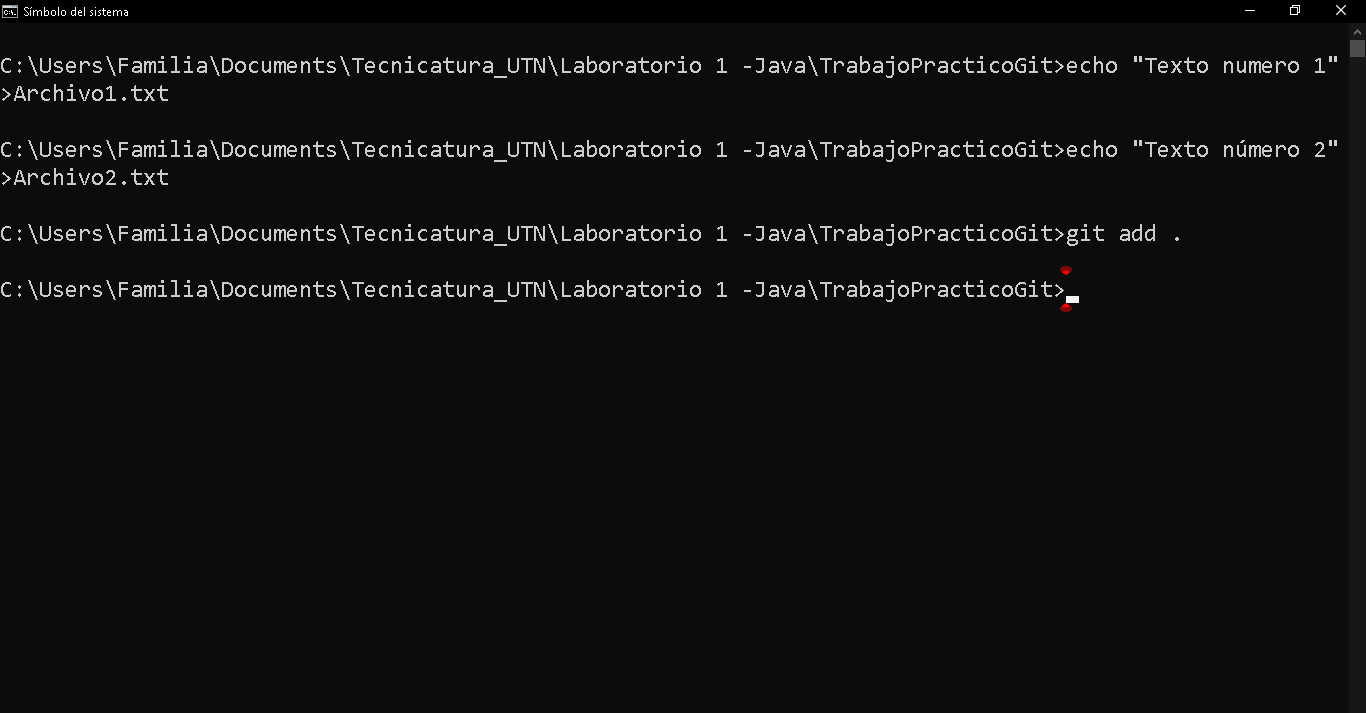 Símbolo del sistema
C:\Users\Familia\Documents\Tecnicatura_UTN\Laboratorio 1 -Java\TrabajoPracticoGit>echo "Texto numero 1"
>Archivo1.txt
C:\Users\Familia\Documents\Tecnicatura_UTN\Laboratorio 1 -Java\TrabajoPracticoGit>echo "Texto número 2"
>Archivo2.txt
C:\Users\Familia\Documents\Tecnicatura_UTN\Laboratorio 1 -Java\TrabajoPracticoGit>git add .
C:\Users\Familia\Documents\Tecnicatura_UTN\Laboratorio 1 -Java\TrabajoPracticoGit>